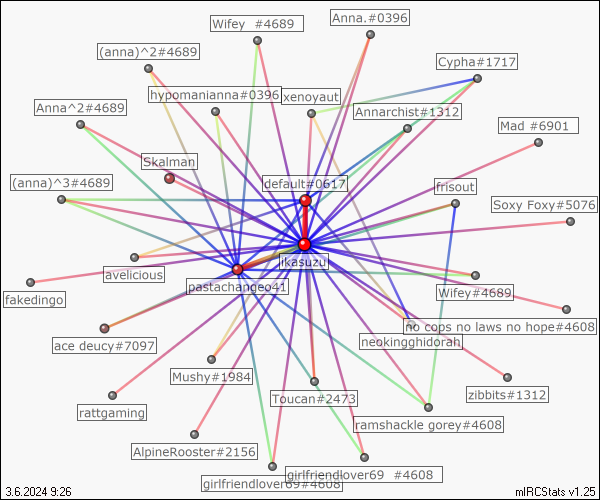 Wifey  #4689
Anna.#0396
(anna)^2#4689
Cypha#1717
hypomanianna#0396
xenoyaut
Anna^2#4689
Annarchist#1312
Mad #6901
Skalman
(anna)^3#4689
default#0617
frisout
Soxy Foxy#5076
lavelicious
ikasuzu
pastachangeo41
Wifey#4689
fakedingo
no cops no laws no hope#4608
neokingghidorah
ace deucy#7097
Mushy#1984
zibbits#1312
Toucan#2473
rattgaming
ramshackle gorey#4608
AlpineRooster#2156
girlfriendlover69  #4608
girlfriendlover69#4608
3.6.2024 9:26
mIRCStats v1.25